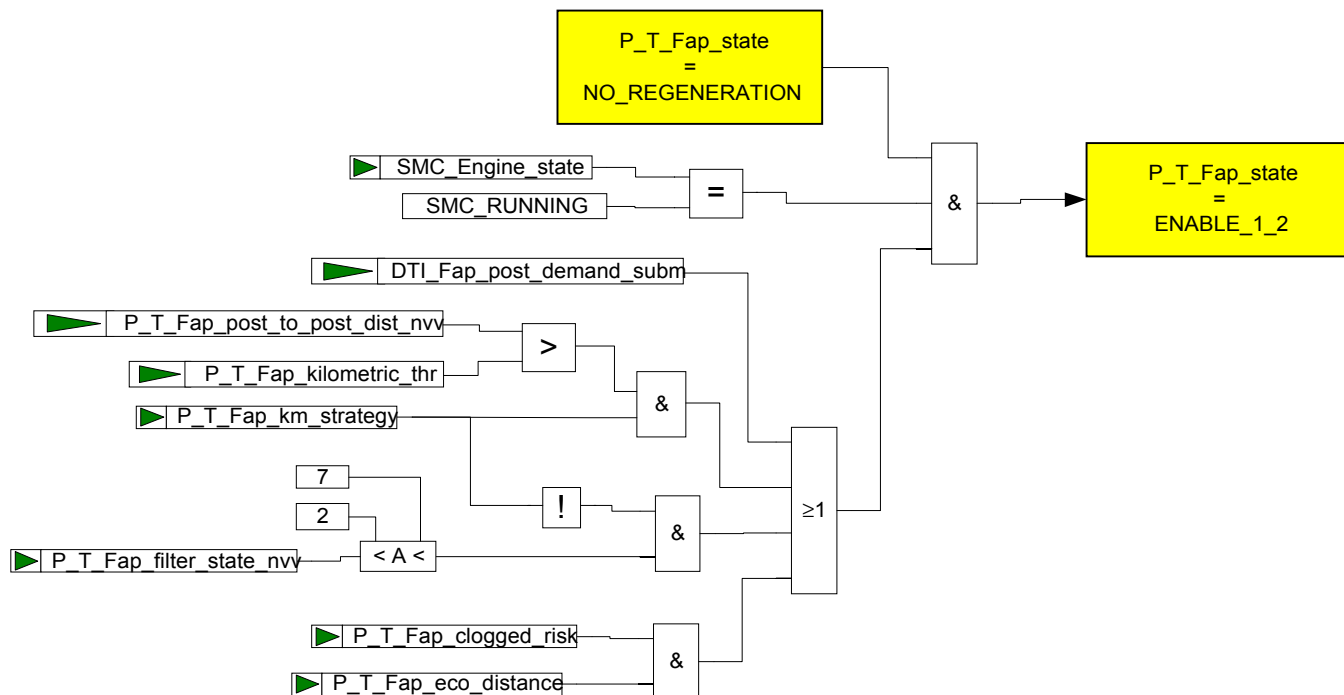 P_T_Fap_state
=
NO_REGENERATION
SMC_Engine_state
SMC_RUNNING
=
&
P_T_Fap_state
=
ENABLE_1_2
DTI_Fap_post_demand_subm
P_T_Fap_post_to_post_dist_nvv
>
P_T_Fap_kilometric_thr
&
P_T_Fap_km_strategy
7
2
!
&
≥1
< A <
P_T_Fap_filter_state_nvv
P_T_Fap_clogged_risk
&
P_T_Fap_eco_distance